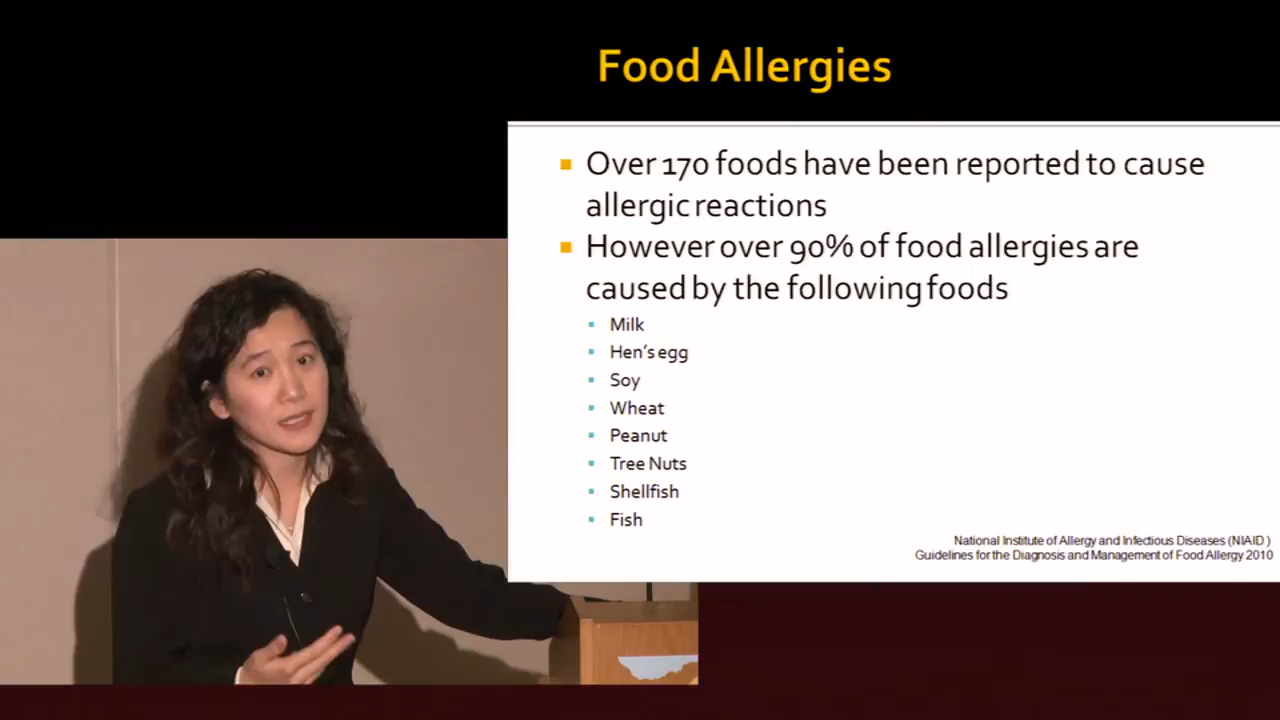 Food Allergies
Over 170 foods have been reported to cause
allergic reactions
However over 90% of food allergies are
caused by the following foods
Milk
Hen's egg
Soy
Wheat
Peanut
Tree Nuts
Shellfish
Fish
National Institute of Allergy and Infectious Diseases (NIAID )
Guidelines for the Diagnosis and Management of Food Allergy 2010